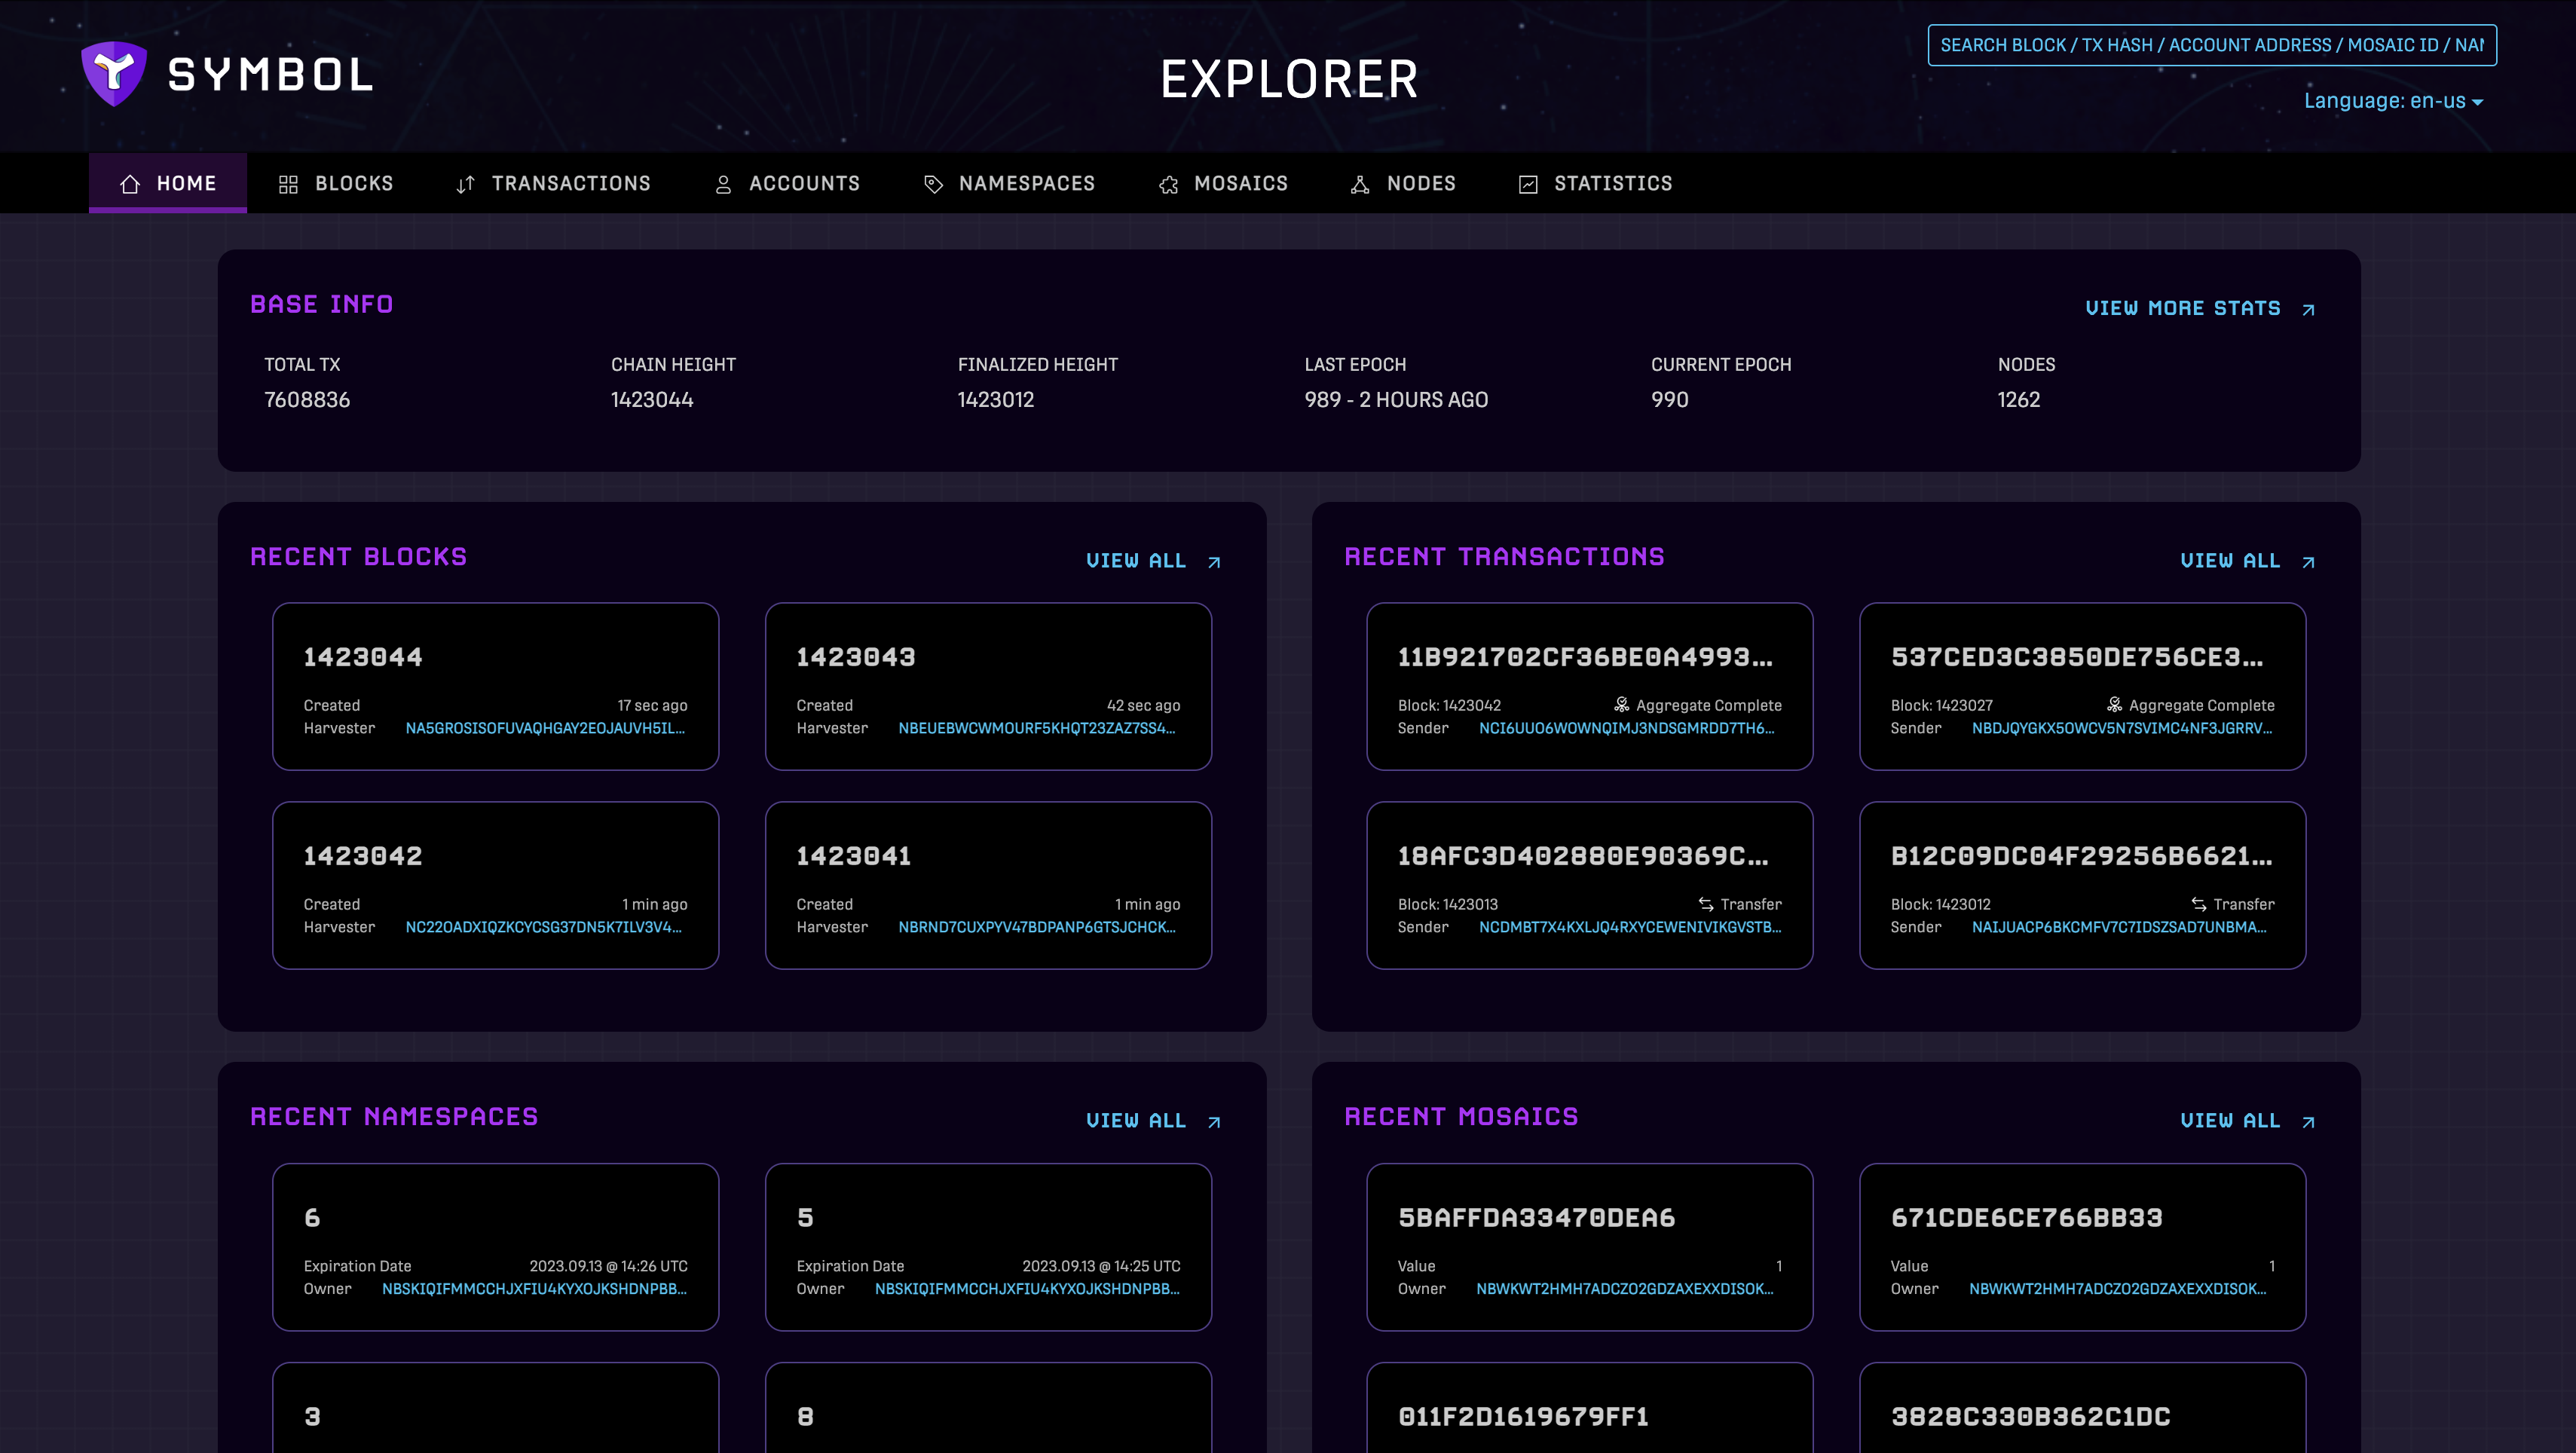 SYMBOL
EXPLORER
SEARCH BLOCK / TX HASH / ACCOUNT ADDRESS / MOSAIC ID / NAM
Language: en-us
HOME BLOCKS TRANSACTIONS ACCOUNTS NAMESPACES MOSAICS NODES STATISTICS
BASE INFO VIEW MORE STATS
TOTAL TX CHAIN HEIGHT FINALIZED HEIGHT LAST EPOCH CURRENT EPOCH NODES
7608836 1423044 1423012 989 - 2 HOURS AGO 990 1262
RECENT BLOCKS VIEW ALL
1423044
Created 17 sec ago
Harvester NA5GROSISOFUVAQHGAY2EOJAUVH5IL...
1423043
Created 42 sec ago
Harvester NBEUEBWCWMOURF5KHQT23ZAZ7SS4...
1423042
Created 1 min ago
Harvester NC22OADXIQZKCYCSG37DN5K7ILV3V4...
1423041
Created 1 min ago
Harvester NBRND7CUXPYV47BDPANP6GTSJCHCK...
RECENT TRANSACTIONS VIEW ALL
11B921702CF36BE0A4993...
Block: 1423042 Aggregate Complete
Sender NCI6UUO6WOWNQIMJ3NDSGMRDD7TH6...
537CED3C3850DE756CE3...
Block: 1423027 Aggregate Complete
Sender NBDJQYGKX5OWCV5N7SVIMC4NF3JGRRV...
18AFC3D402880E90369C...
Block: 1423013 Transfer
Sender NCDMBT7X4KXLJQ4RXYCEWENIVIKGVSTB...
B12C09DC04F29256B6621...
Block: 1423012 Transfer
Sender NAIJUACP6BKCMFV7C7IDSZSAD7UNBMA...
RECENT NAMESPACES VIEW ALL
6
Expiration Date 2023.09.13 @ 14:26 UTC
Owner NBSKIQIFMMCCHJXFIU4KYXOJKSHDNPBB...
5
Expiration Date 2023.09.13 @ 14:25 UTC
Owner NBSKIQIFMMCCHJXFIU4KYXOJKSHDNPBB...
3
8
RECENT MOSAICS VIEW ALL
5BAFFDA33470DEA6
Value 1
Owner NBWKWT2HMH7ADCZO2GDZAXEXXDISOK...
671CDE6CE766BB33
Value 1
Owner NBWKWT2HMH7ADCZO2GDZAXEXXDISOK...
011F2D1619679FF1
3828C330B362C1DC